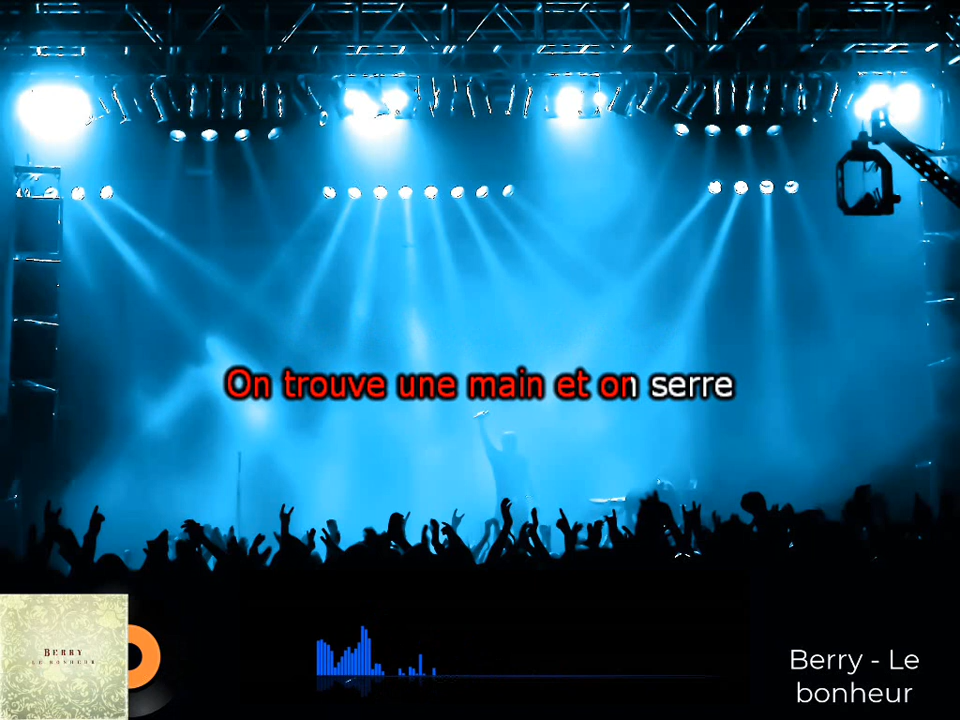 On trouve une main et on serre
BERRY
LE BONHEUR
Berry - Le
bonheur